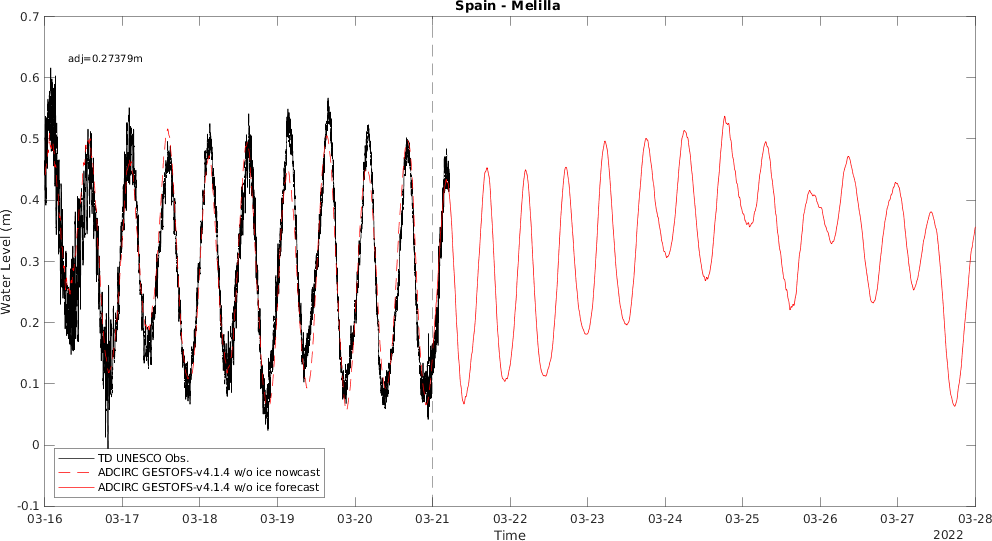 Spain - Melilla
adj=0.27379m
Water Level (m)
0.7
0.6
0.5
0.4
0.3
0.2
0.1
0
-0.1
TD UNESCO Obs.
ADCIRC GESTOFS-v4.1.4 w/o ice nowcast
ADCIRC GESTOFS-v4.1.4 w/o ice forecast
03-16 03-17 03-18 03-19 03-20 03-21 03-22 03-23 03-24 03-25 03-26 03-27 03-28
Time
2022